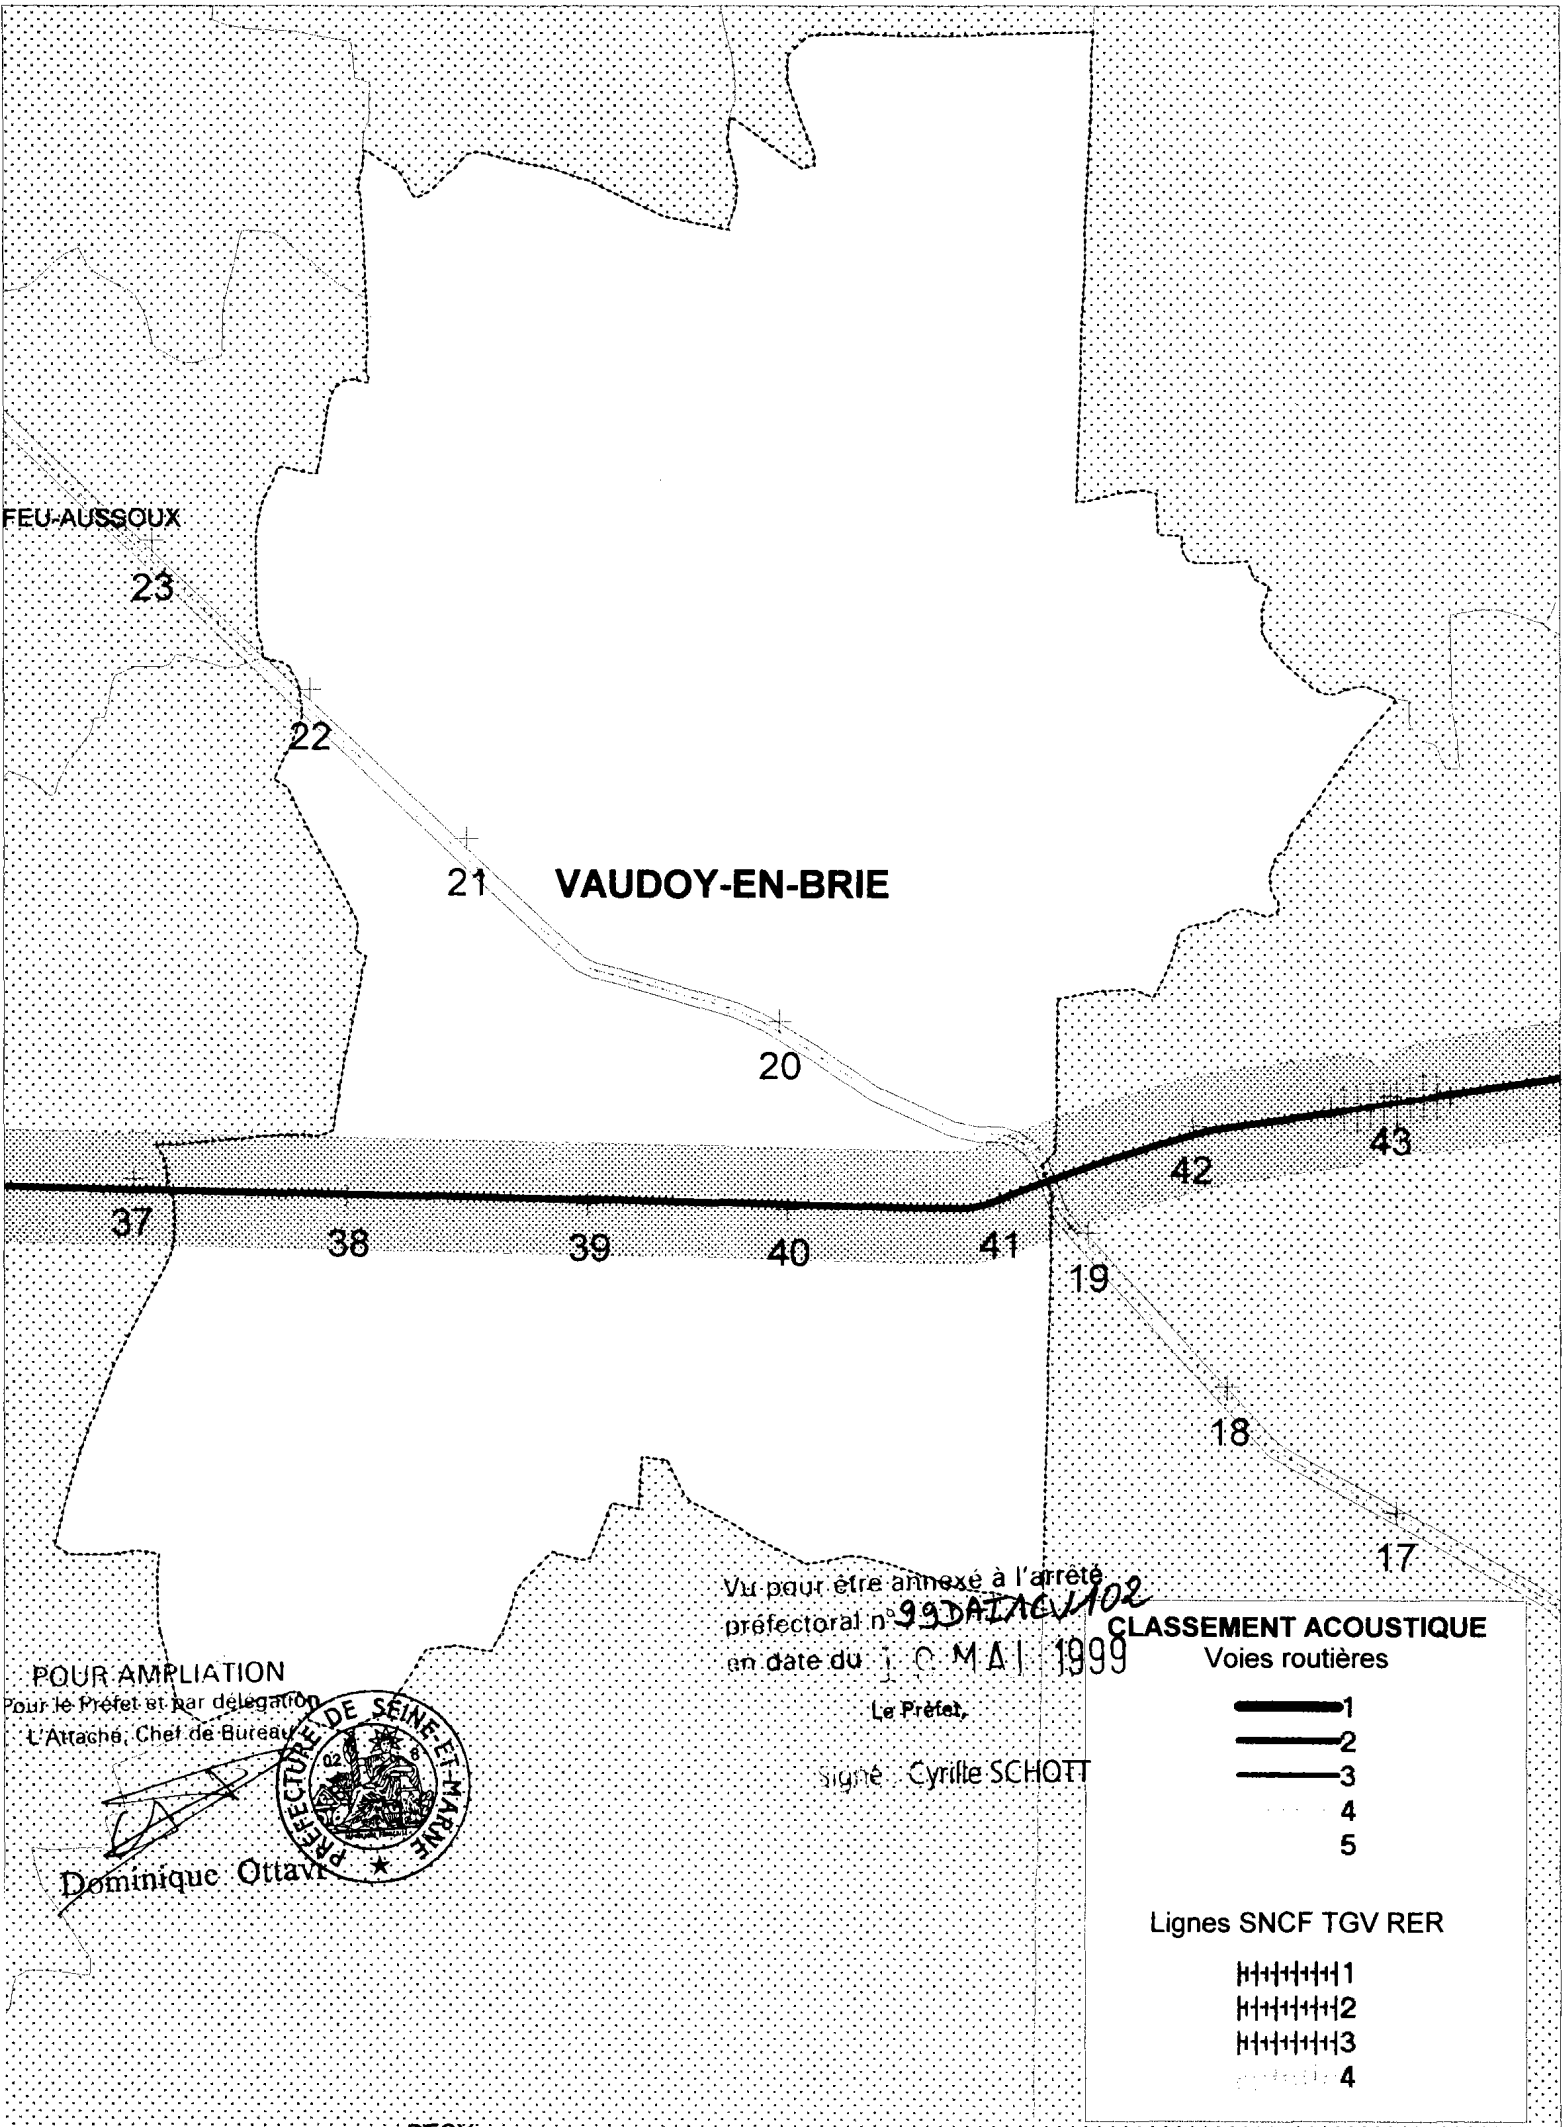 FEU-AUSSOUX
23
22
21
VAUDOY-EN-BRIE
20
43
42
37
38
39
40
41
19
18
17
Vu pour être annexé à l'arrêté
préfectoral n° 99DAIACV102
en date du 10 MAI 1999
Le Préfet,
signé Cyrille SCHOTT
POUR AMPLIATION
Pour le Préfet et par délégation
L'Attaché, Chef de Bureau
PRÉFECTURE DE SEINE-ET-MARNE
02 8
Dominique Ottavi
CLASSEMENT ACOUSTIQUE
Voies routières
1
2
3
4
5
Lignes SNCF TGV RER
1
2
3
4